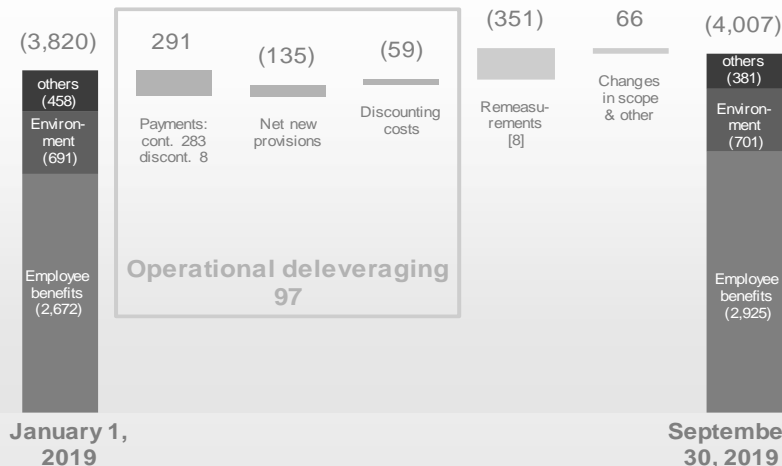 (3,820)
others
(458)
Environ-
ment
(691)
Employee
benefits
(2,672)
January 1,
2019
291
Payments:
cont. 283
discont. 8
(135)
Net new
provisions
(59)
Discounting
costs
Operational deleveraging
97
(351)
Remeasu-
rements
[8]
66
Changes
in scope
& other
(4,007)
others
(381)
Environ-
ment
(701)
Employee
benefits
(2,925)
September
30, 2019